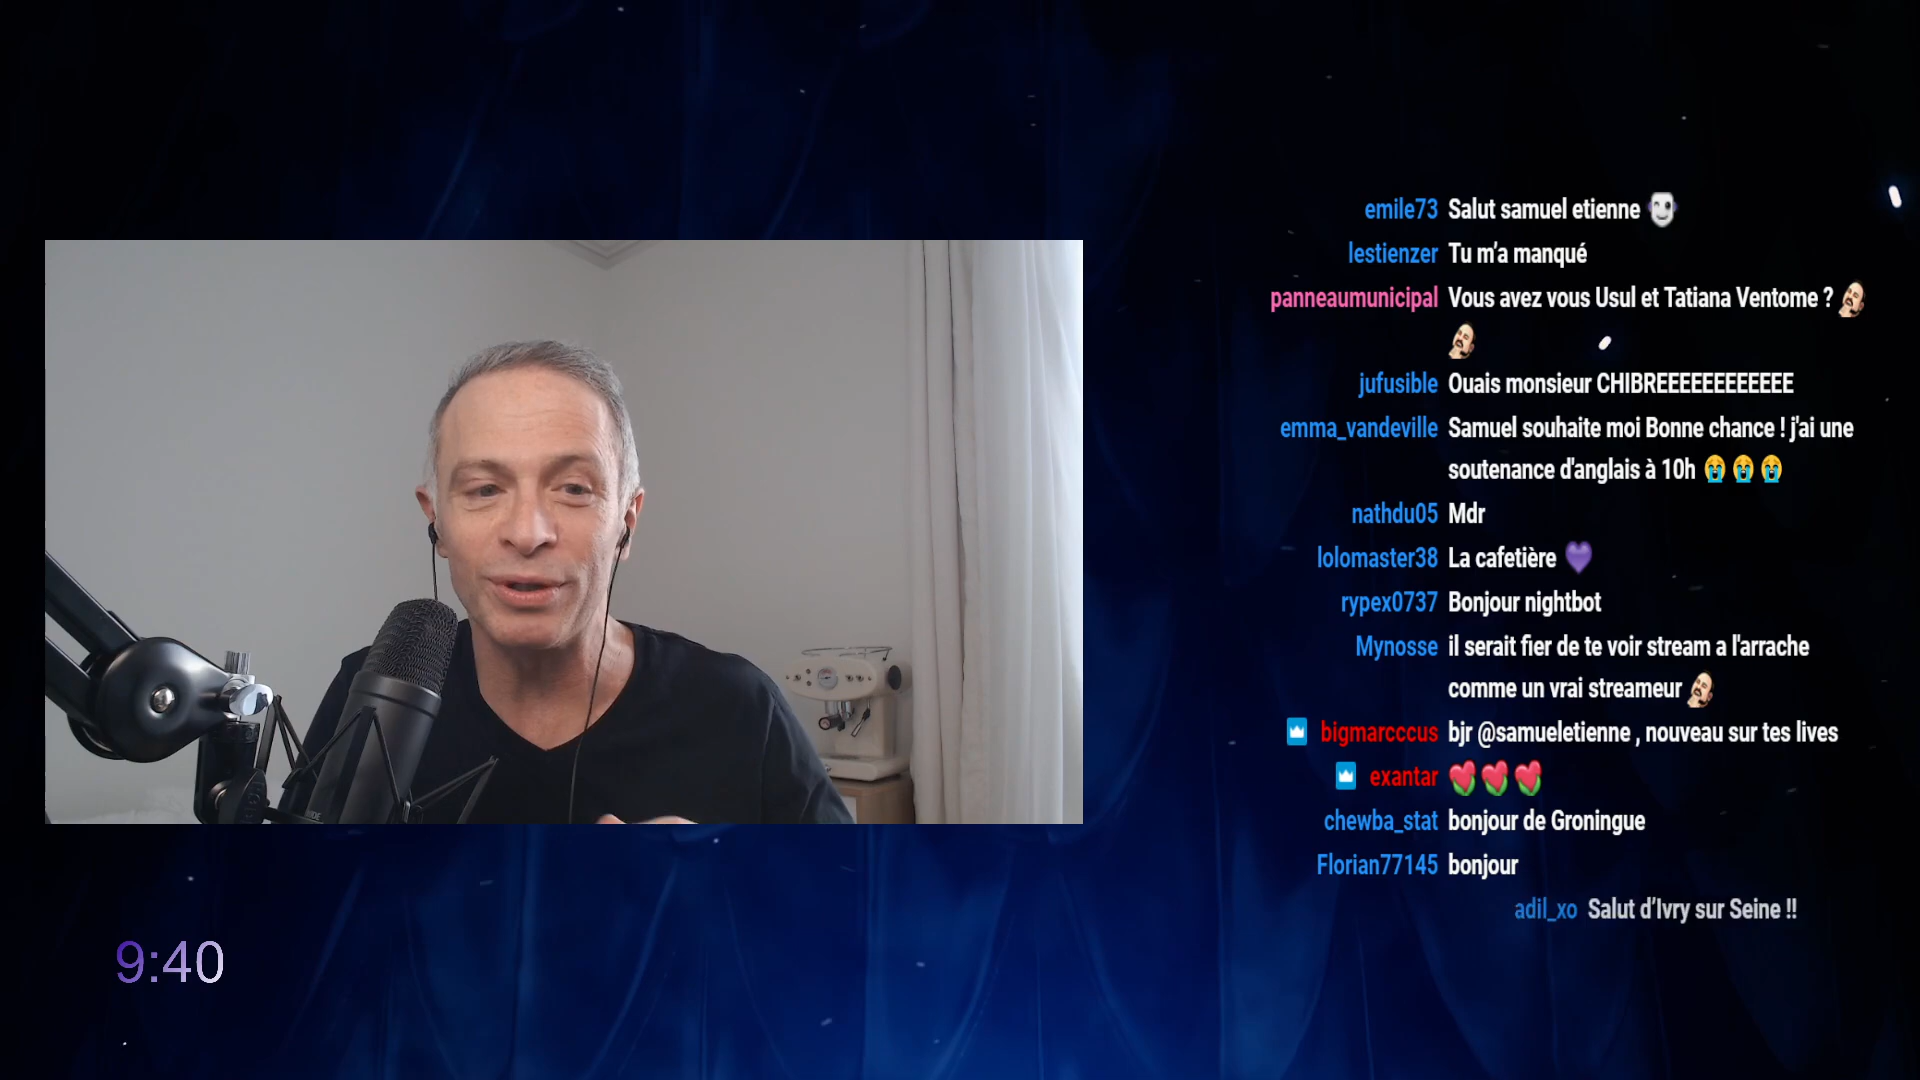 emile73 Salut samuel etienne
lestienzer Tu m’a manqué
panneaumunicipal Vous avez vous Usul et Tatiana Ventome ?
jufusible Ouais monsieur CHIBREEEEEEEEEEEE
emma_vandeville Samuel souhaite moi Bonne chance ! j'ai une
soutenance d'anglais à 10h
nathdu05 Mdr
lolomaster38 La cafetière
rypex0737 Bonjour nightbot
Mynosse il serait fier de te voir stream a l'arrache
comme un vrai streameur
bigmarcccus bjr @samueletienne , nouveau sur tes lives
exantar
chewba_stat bonjour de Groningue
Florian77145 bonjour
adil_xo Salut d’Ivry sur Seine !!
9:40